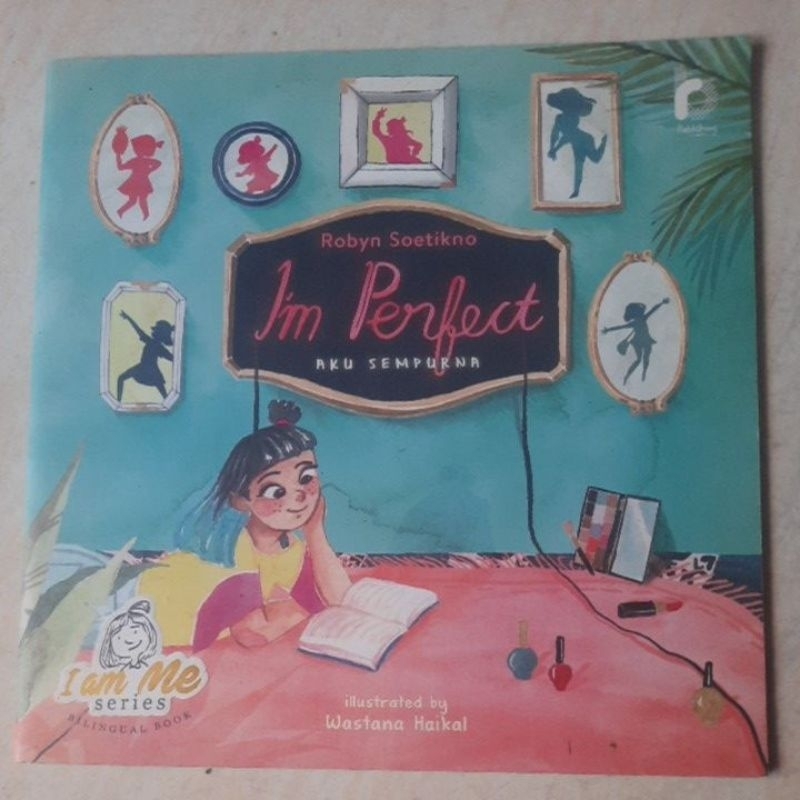 Robyn Soetikno
I'm Perfect
AKU SEMPURNA
I am Me
series
BILINGUAL BOOK
illustrated by
Wastana Haikal